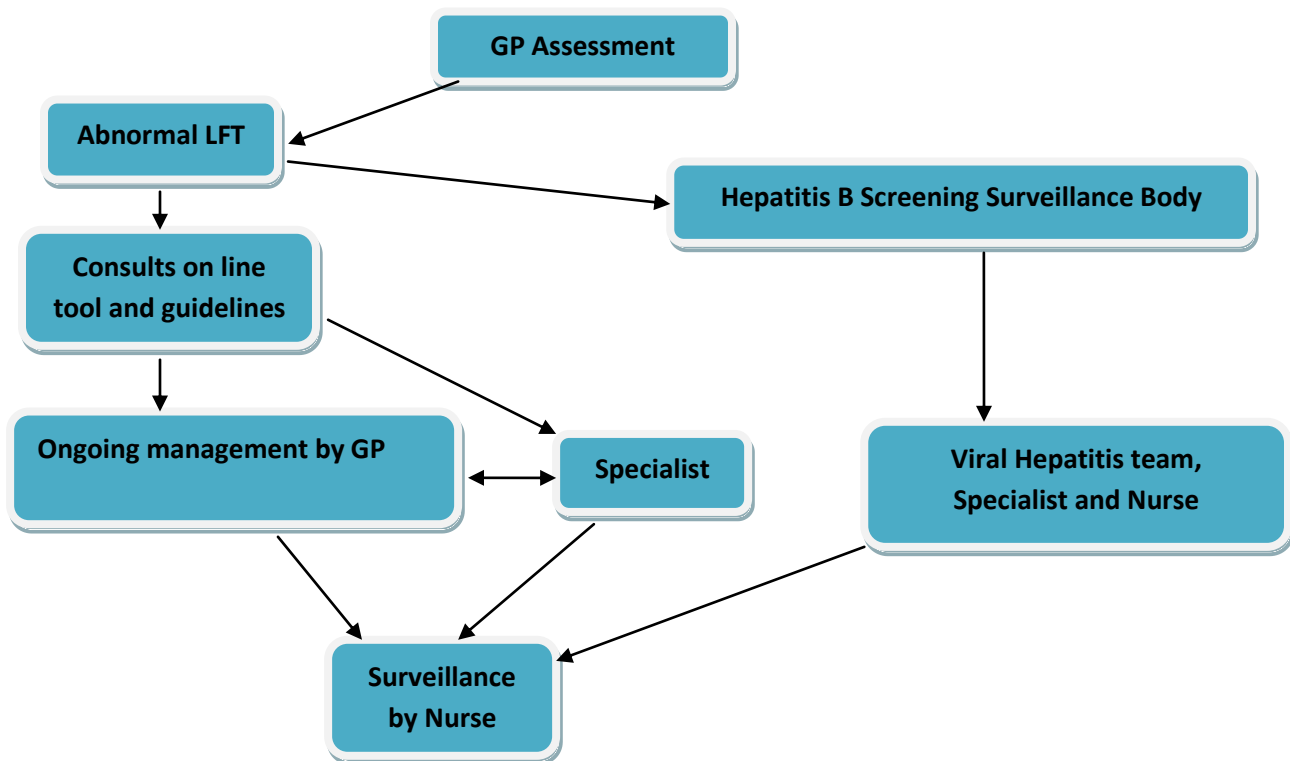 GP Assessment
Abnormal LFT
Hepatitis B Screening Surveillance Body
Consults on line
tool and guidelines
Ongoing management by GP
Specialist
Viral Hepatitis team,
Specialist and Nurse
Surveillance
by Nurse